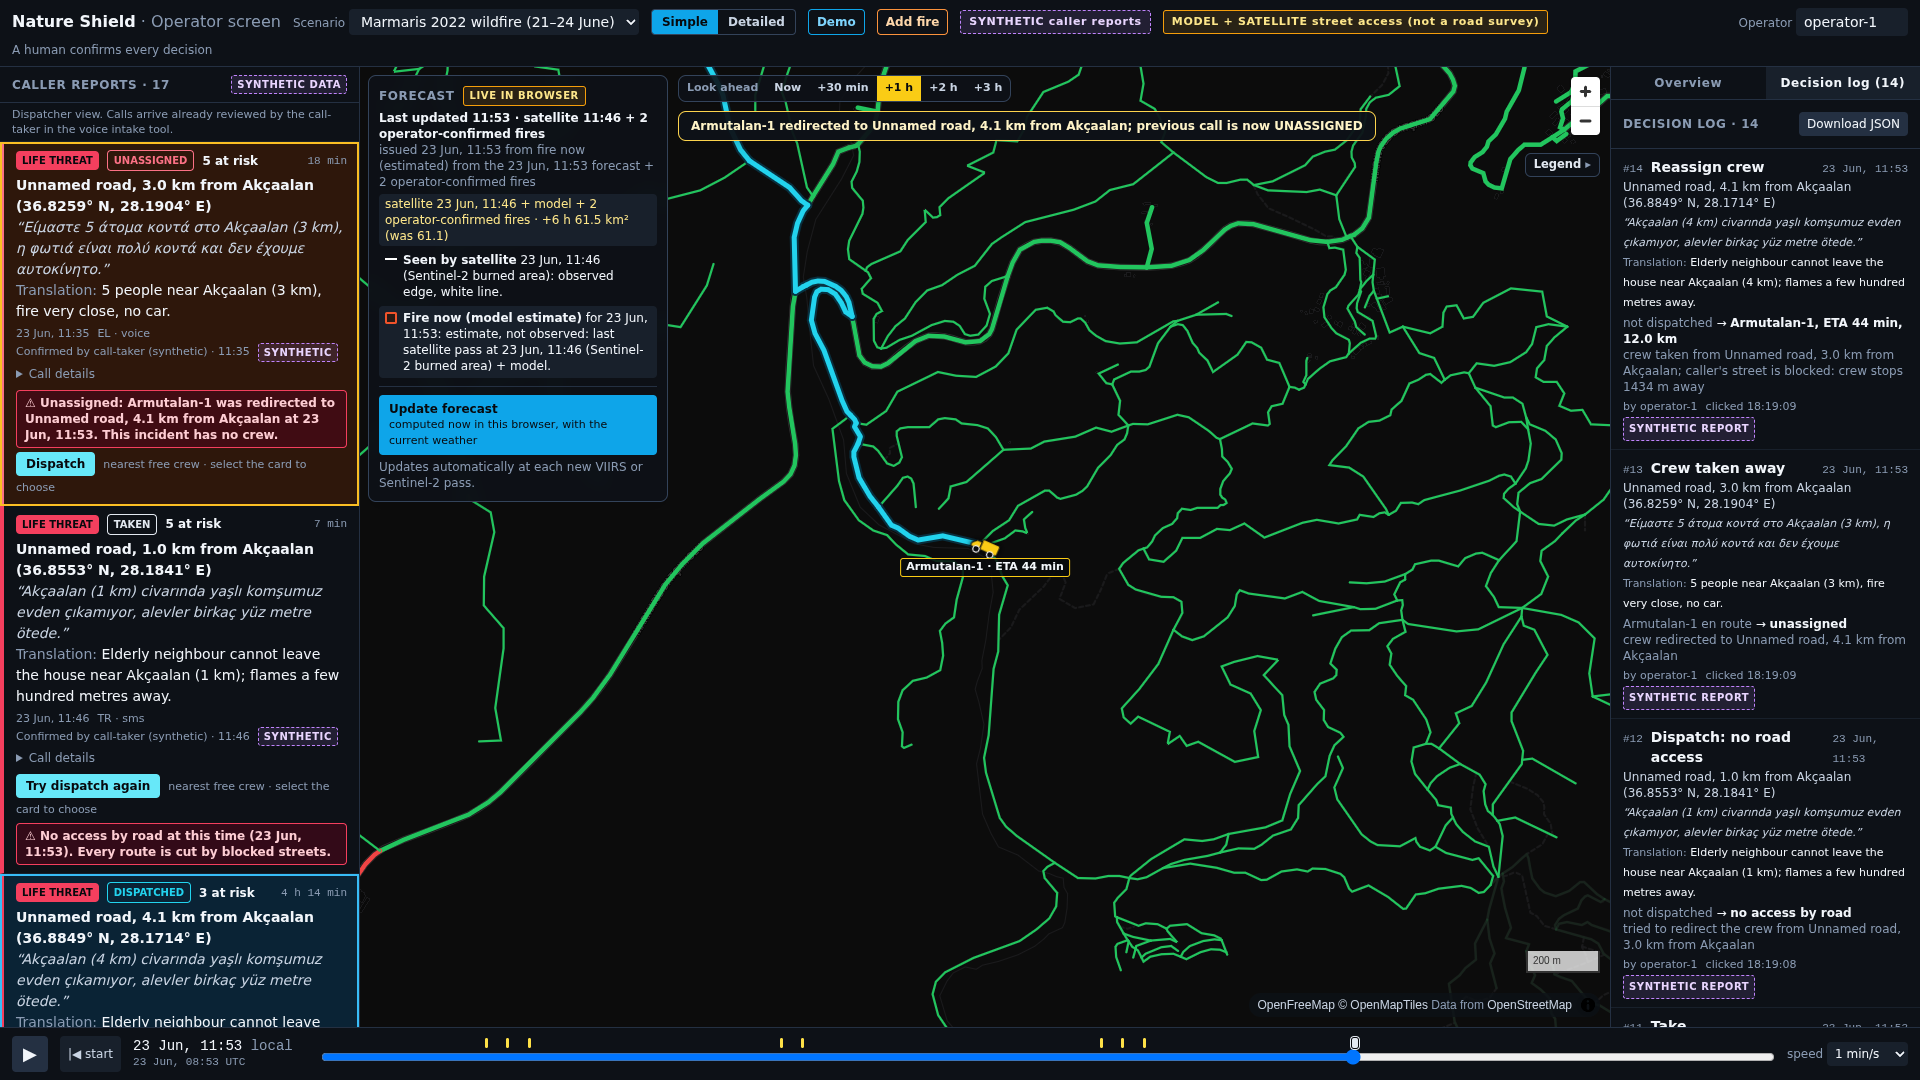 Nature Shield · Operator screen
Scenario
Marmaris 2022 wildfire (21–24 June)
Simple
Detailed
Demo
Add fire
SYNTHETIC caller reports
MODEL + SATELLITE street access (not a road survey)
Operator
operator-1
A human confirms every decision
CALLER REPORTS · 17
SYNTHETIC DATA
Dispatcher view. Calls arrive already reviewed by the call-
taker in the voice intake tool.
LIFE THREAT UNASSIGNED 5 at risk 18 min
Unnamed road, 3.0 km from Akçaalan
(36.8259° N, 28.1904° E)
“Είμαστε 5 άτομα κοντά στο Akçaalan (3 km),
η φωτιά είναι πολύ κοντά και δεν έχουμε
αυτοκίνητο.”
Translation: 5 people near Akçaalan (3 km),
fire very close, no car.
23 Jun, 11:35 EL · voice
Confirmed by call-taker (synthetic) · 11:35 SYNTHETIC
▶ Call details
⚠ Unassigned: Armutalan-1 was redirected to
Unnamed road, 4.1 km from Akçaalan at 23
Jun, 11:53. This incident has no crew.
Dispatch nearest free crew · select the card to
choose
LIFE THREAT TAKEN 5 at risk 7 min
Unnamed road, 1.0 km from Akçaalan
(36.8553° N, 28.1841° E)
“Akçaalan (1 km) civarında yaşlı komşumuz
evden çıkamıyor, alevler birkaç yüz metre
ötede.”
Translation: Elderly neighbour cannot leave
the house near Akçaalan (1 km); flames a few
hundred metres away.
23 Jun, 11:46 TR · sms
Confirmed by call-taker (synthetic) · 11:46 SYNTHETIC
▶ Call details
Try dispatch again nearest free crew · select the
card to choose
⚠ No access by road at this time (23 Jun,
11:53). Every route is cut by blocked streets.
LIFE THREAT DISPATCHED 3 at risk 4 h 14 min
Unnamed road, 4.1 km from Akçaalan
(36.8849° N, 28.1714° E)
“Akçaalan (4 km) civarında yaşlı komşumuz
evden çıkamıyor, alevler birkaç yüz metre
ötede.”
Translation: Elderly neighbour cannot leave
FORECAST LIVE IN BROWSER
Last updated 11:53 · satellite 11:46 + 2
operator-confirmed fires
issued 23 Jun, 11:53 from fire now
(estimated) from the 23 Jun, 11:53 forecast +
2 operator-confirmed fires
satellite 23 Jun, 11:46 + model + 2
operator-confirmed fires · +6 h 61.5 km²
(was 61.1)
Seen by satellite 23 Jun, 11:46
(Sentinel-2 burned area): observed
edge, white line.
Fire now (model estimate) for 23 Jun,
11:53: estimate, not observed: last
satellite pass at 23 Jun, 11:46 (Sentinel-
2 burned area) + model.
Update forecast
computed now in this browser, with the
current weather
Updates automatically at each new VIIRS or
Sentinel-2 pass.
Look ahead Now +30 min +1 h +2 h +3 h
Armutalan-1 redirected to Unnamed road, 4.1 km from Akçaalan; previous call is now UNASSIGNED
+
−
Legend ▸
Armutalan-1 · ETA 44 min
200 m
OpenFreeMap © OpenMapTiles Data from OpenStreetMap
Overview
Decision log (14)
DECISION LOG · 14
Download JSON
#14 Reassign crew 23 Jun, 11:53
Unnamed road, 4.1 km from Akçaalan
(36.8849° N, 28.1714° E)
“Akçaalan (4 km) civarında yaşlı komşumuz evden
çıkamıyor, alevler birkaç yüz metre ötede.”
Translation: Elderly neighbour cannot leave the
house near Akçaalan (4 km); flames a few hundred
metres away.
not dispatched → Armutalan-1, ETA 44 min,
12.0 km
crew taken from Unnamed road, 3.0 km from
Akçaalan; caller's street is blocked: crew stops
1434 m away
by operator-1 clicked 18:19:09
SYNTHETIC REPORT
#13 Crew taken away 23 Jun, 11:53
Unnamed road, 3.0 km from Akçaalan
(36.8259° N, 28.1904° E)
“Είμαστε 5 άτομα κοντά στο Akçaalan (3 km), η
φωτιά είναι πολύ κοντά και δεν έχουμε
αυτοκίνητο.”
Translation: 5 people near Akçaalan (3 km), fire
very close, no car.
Armutalan-1 en route → unassigned
crew redirected to Unnamed road, 4.1 km from
Akçaalan
by operator-1 clicked 18:19:09
SYNTHETIC REPORT
#12 Dispatch: no road 23 Jun,
access 11:53
Unnamed road, 1.0 km from Akçaalan
(36.8553° N, 28.1841° E)
“Akçaalan (1 km) civarında yaşlı komşumuz evden
çıkamıyor, alevler birkaç yüz metre ötede.”
Translation: Elderly neighbour cannot leave the
house near Akçaalan (1 km); flames a few hundred
metres away.
not dispatched → no access by road
tried to redirect the crew from Unnamed road,
3.0 km from Akçaalan
by operator-1 clicked 18:19:08
SYNTHETIC REPORT
#11 Take 23 Jun, 11:53
▶
|◀ start
23 Jun, 11:53 local
23 Jun, 08:53 UTC
speed
1 min/s